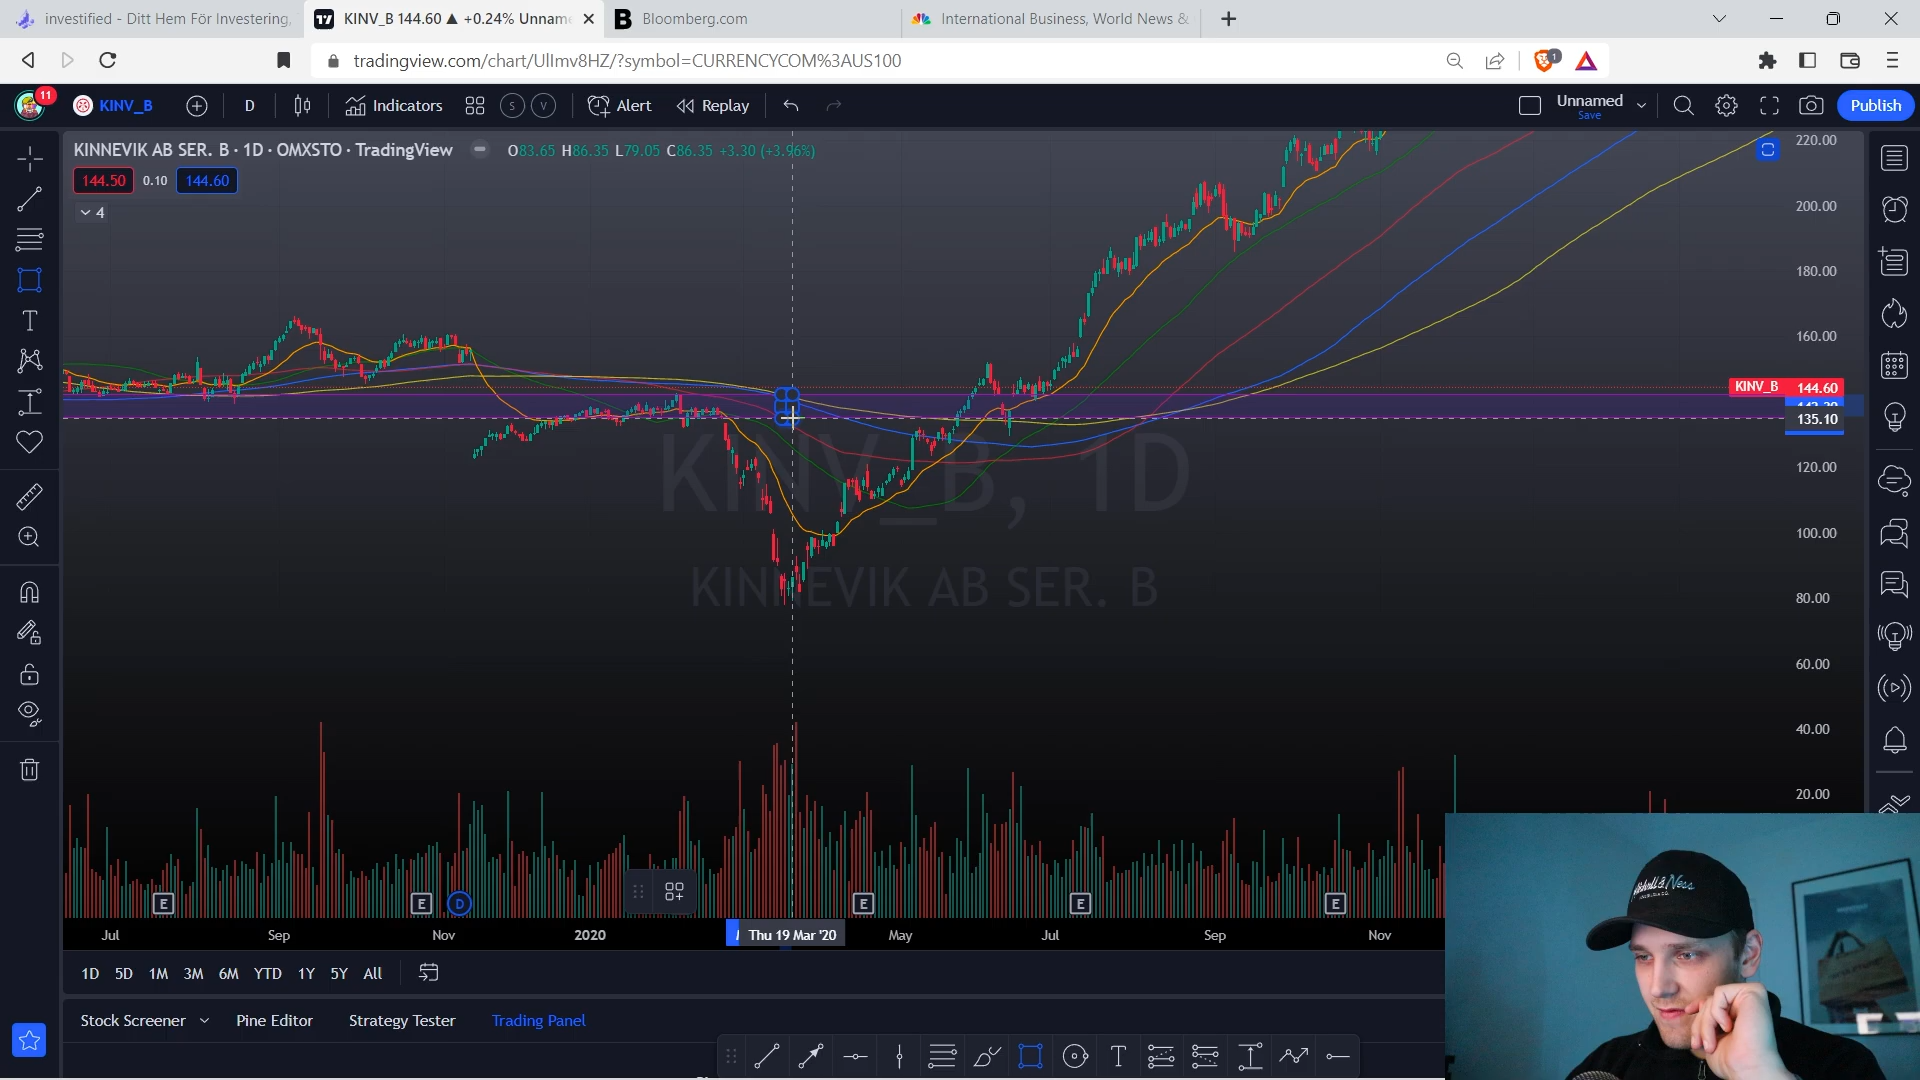 investified - Ditt Hem För Investering,
KINV_B 144.60 ▲ +0.24% Unnam
Bloomberg.com
International Business, World News &
tradingview.com/chart/UIImv8HZ/?symbol=CURRENCYCOM%3AUS100
1
11
KINV_B
D
Indicators
S
V
Alert
Replay
Unnamed
Save
Publish
KINNEVIK AB SER. B · 1D · OMXSTO · TradingView
O83.65 H86.35 L79.05 C86.35 +3.30 (+3.96%)
144.50 0.10 144.60
4
220.00
200.00
180.00
160.00
KINV_B 144.60
135.10
120.00
100.00
80.00
60.00
40.00
20.00
KINV_B, 1D
KINNEVIK AB SER. B
E E D E E E
Jul Sep Nov 2020 Thu 19 Mar '20 May Jul Sep Nov
1D 5D 1M 3M 6M YTD 1Y 5Y All
Stock Screener Pine Editor Strategy Tester Trading Panel
Mitchell & Ness